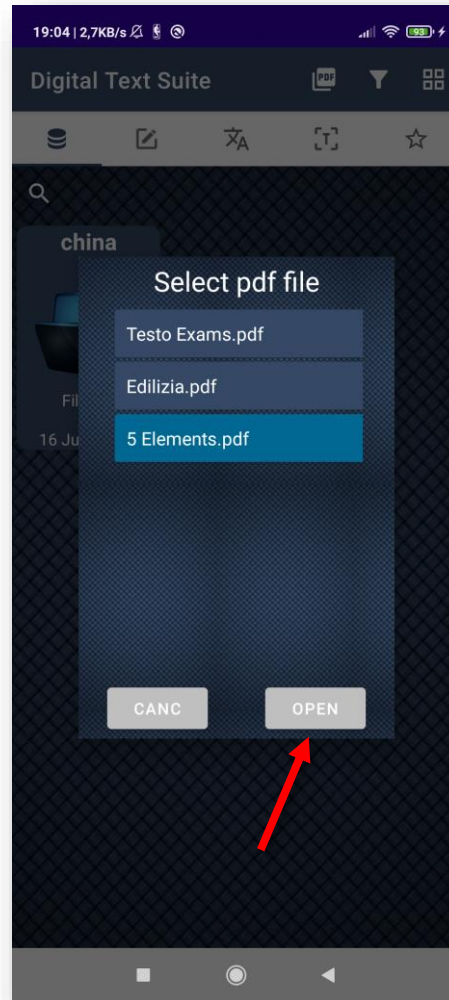 19:04 | 2,7KB/s 93
Digital Text Suite PDF
A T
china
Select pdf file
Testo Exams.pdf
Edilizia.pdf
Fil
16 Ju
5 Elements.pdf
CANC OPEN